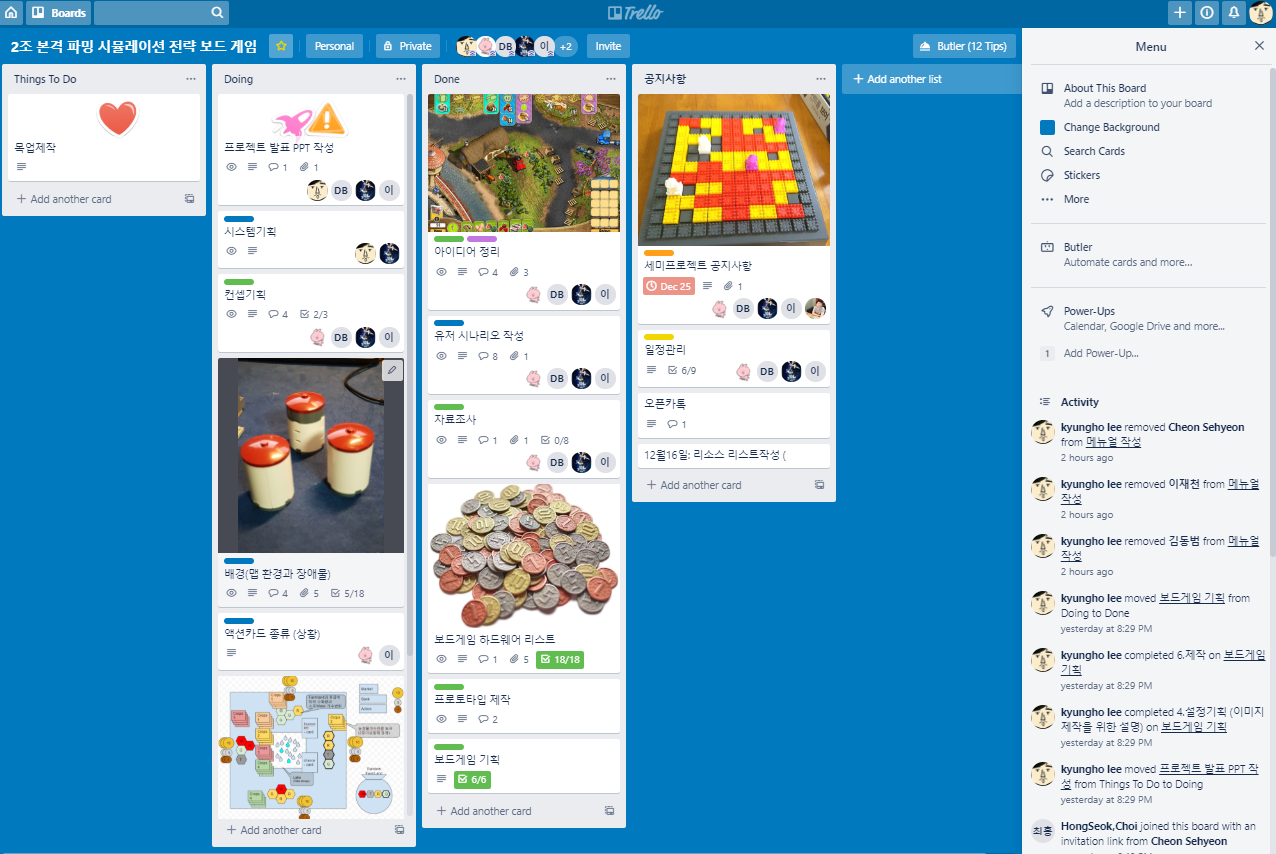 Boards
Trello
2조 본격 파밍 시뮬레이션 전략 보드 게임
Personal
Private
DB
이
+2
Invite
Butler (12 Tips)
Things To Do
목업제작
Add another card
Doing
프로젝트 발표 PPT 작성
1
1
DB
이
시스템기획
컨셉기획
4
2/3
DB
이
배경(맵 환경과 장애물)
4
5
5/18
액션카드 종류 (상황)
이
Add another card
Done
아이디어 정리
4
3
DB
이
유저 시나리오 작성
8
1
DB
이
자료조사
1
1
0/8
DB
이
보드게임 하드웨어 리스트
1
5
18/18
프로토타입 제작
2
보드게임 기획
6/6
Add another card
공지사항
세미프로젝트 공지사항
Dec 25
1
DB
이
일정관리
6/9
DB
이
오픈카톡
1
12월16일: 리소스 리스트작성 (
Add another card
Add another list
Menu
About This Board
Add a description to your board
Change Background
Search Cards
Stickers
More
Butler
Automate cards and more...
Power-Ups
Calendar, Google Drive and more...
1
Add Power-Up...
Activity
kyungho lee removed Cheon Sehyeon
from 메뉴얼 작성
2 hours ago
kyungho lee removed 이재천 from 메뉴얼
작성
2 hours ago
kyungho lee removed 김동범 from 메뉴얼
작성
2 hours ago
kyungho lee moved 보드게임 기획 from
Doing to Done
yesterday at 8:29 PM
kyungho lee completed 6.제작 on 보드게임
기획
yesterday at 8:29 PM
kyungho lee completed 4.설정기획 (이미지
제작을 위한 설명) on 보드게임 기획
yesterday at 8:29 PM
kyungho lee moved 프로젝트 발표 PPT 작
성 from Things To Do to Doing
yesterday at 8:29 PM
최홍
HongSeok,Choi joined this board with an
invitation link from Cheon Sehyeon